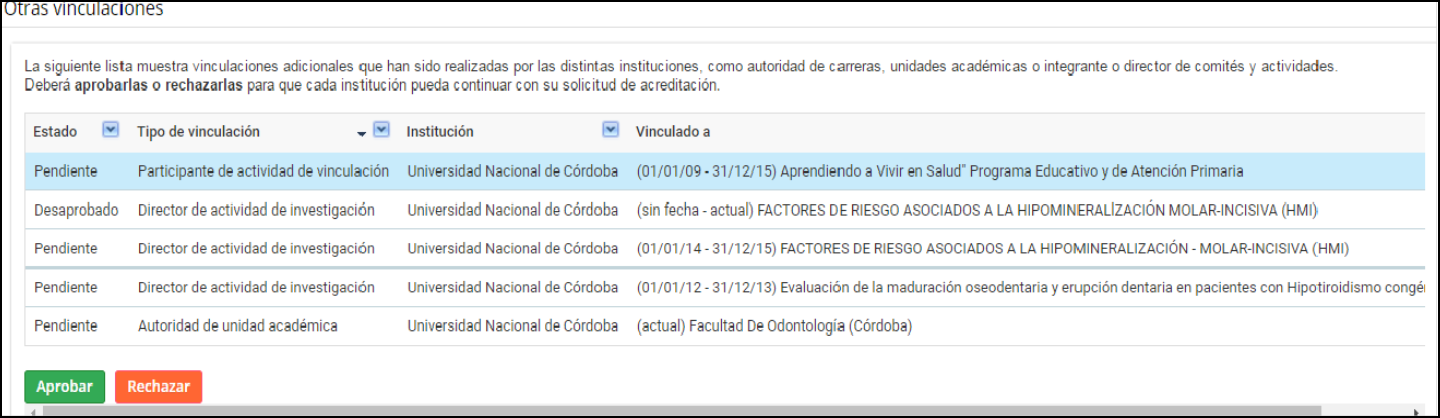 Otras vinculaciones
La siguiente lista muestra vinculaciones adicionales que han sido realizadas por las distintas instituciones, como autoridad de carreras, unidades académicas o integrante o director de comités y actividades.
Deberá aprobarlas o rechazarlas para que cada institución pueda continuar con su solicitud de acreditación.
Estado Tipo de vinculación Institución Vinculado a
Pendiente Participante de actividad de vinculación Universidad Nacional de Córdoba (01/01/09 - 31/12/15) Aprendiendo a Vivir en Salud" Programa Educativo y de Atención Primaria
Desaprobado Director de actividad de investigación Universidad Nacional de Córdoba (sin fecha - actual) FACTORES DE RIESGO ASOCIADOS A LA HIPOMINERALIZACIÓN MOLAR-INCISIVA (HMI)
Pendiente Director de actividad de investigación Universidad Nacional de Córdoba (01/01/14 - 31/12/15) FACTORES DE RIESGO ASOCIADOS A LA HIPOMINERALIZACIÓN - MOLAR-INCISIVA (HMI)
Pendiente Director de actividad de investigación Universidad Nacional de Córdoba (01/01/12 - 31/12/13) Evaluación de la maduración oseodentaria y erupción dentaria en pacientes con Hipotiroidismo congé
Pendiente Autoridad de unidad académica Universidad Nacional de Córdoba (actual) Facultad De Odontología (Córdoba)
Aprobar Rechazar